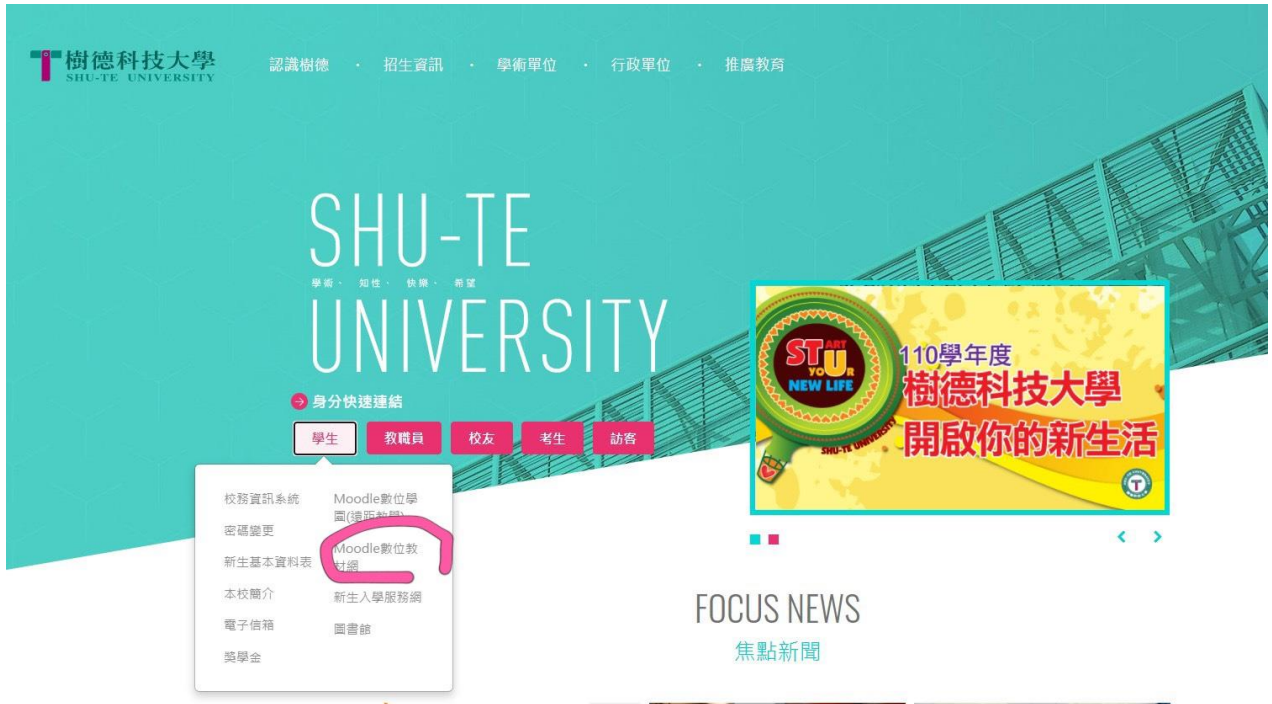 樹德科技大學
SHU-TE UNIVERSITY
認識樹德 · 招生資訊 · 學術單位 · 行政單位 · 推廣教育
SHU-TE
學術 · 知性 · 快樂 · 希望
UNIVERSITY
START
YOUR
NEW LIFE
SHU-TE UNIVERSITY
110學年度
樹德科技大學
開啟你的新生活
身分快速連結
學生
教職員
校友
考生
訪客
校務資訊系統
密碼變更
新生基本資料表
本校簡介
電子信箱
獎學金
Moodle數位學
園(遠距教學)
Moodle數位教
材網
新生入學服務網
圖書館
FOCUS NEWS
焦點新聞